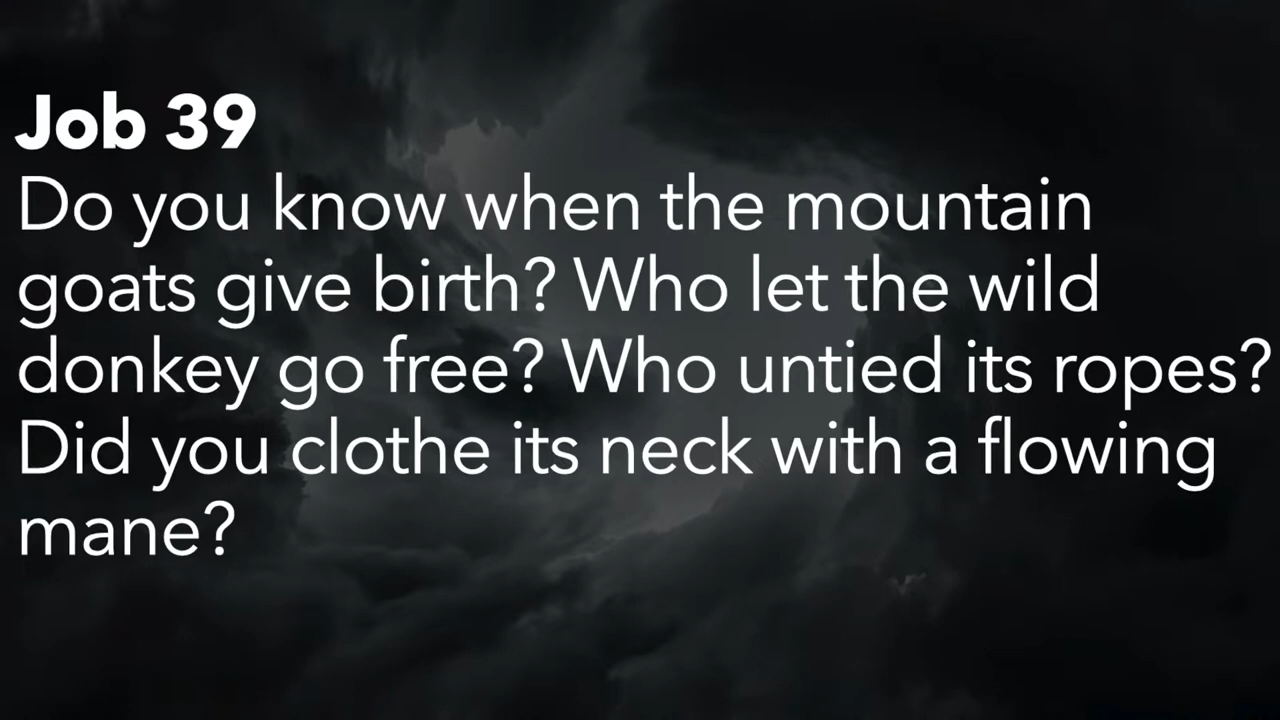 Job 39
Do you know when the mountain
goats give birth? Who let the wild
donkey go free? Who untied its ropes?
Did you clothe its neck with a flowing
mane?